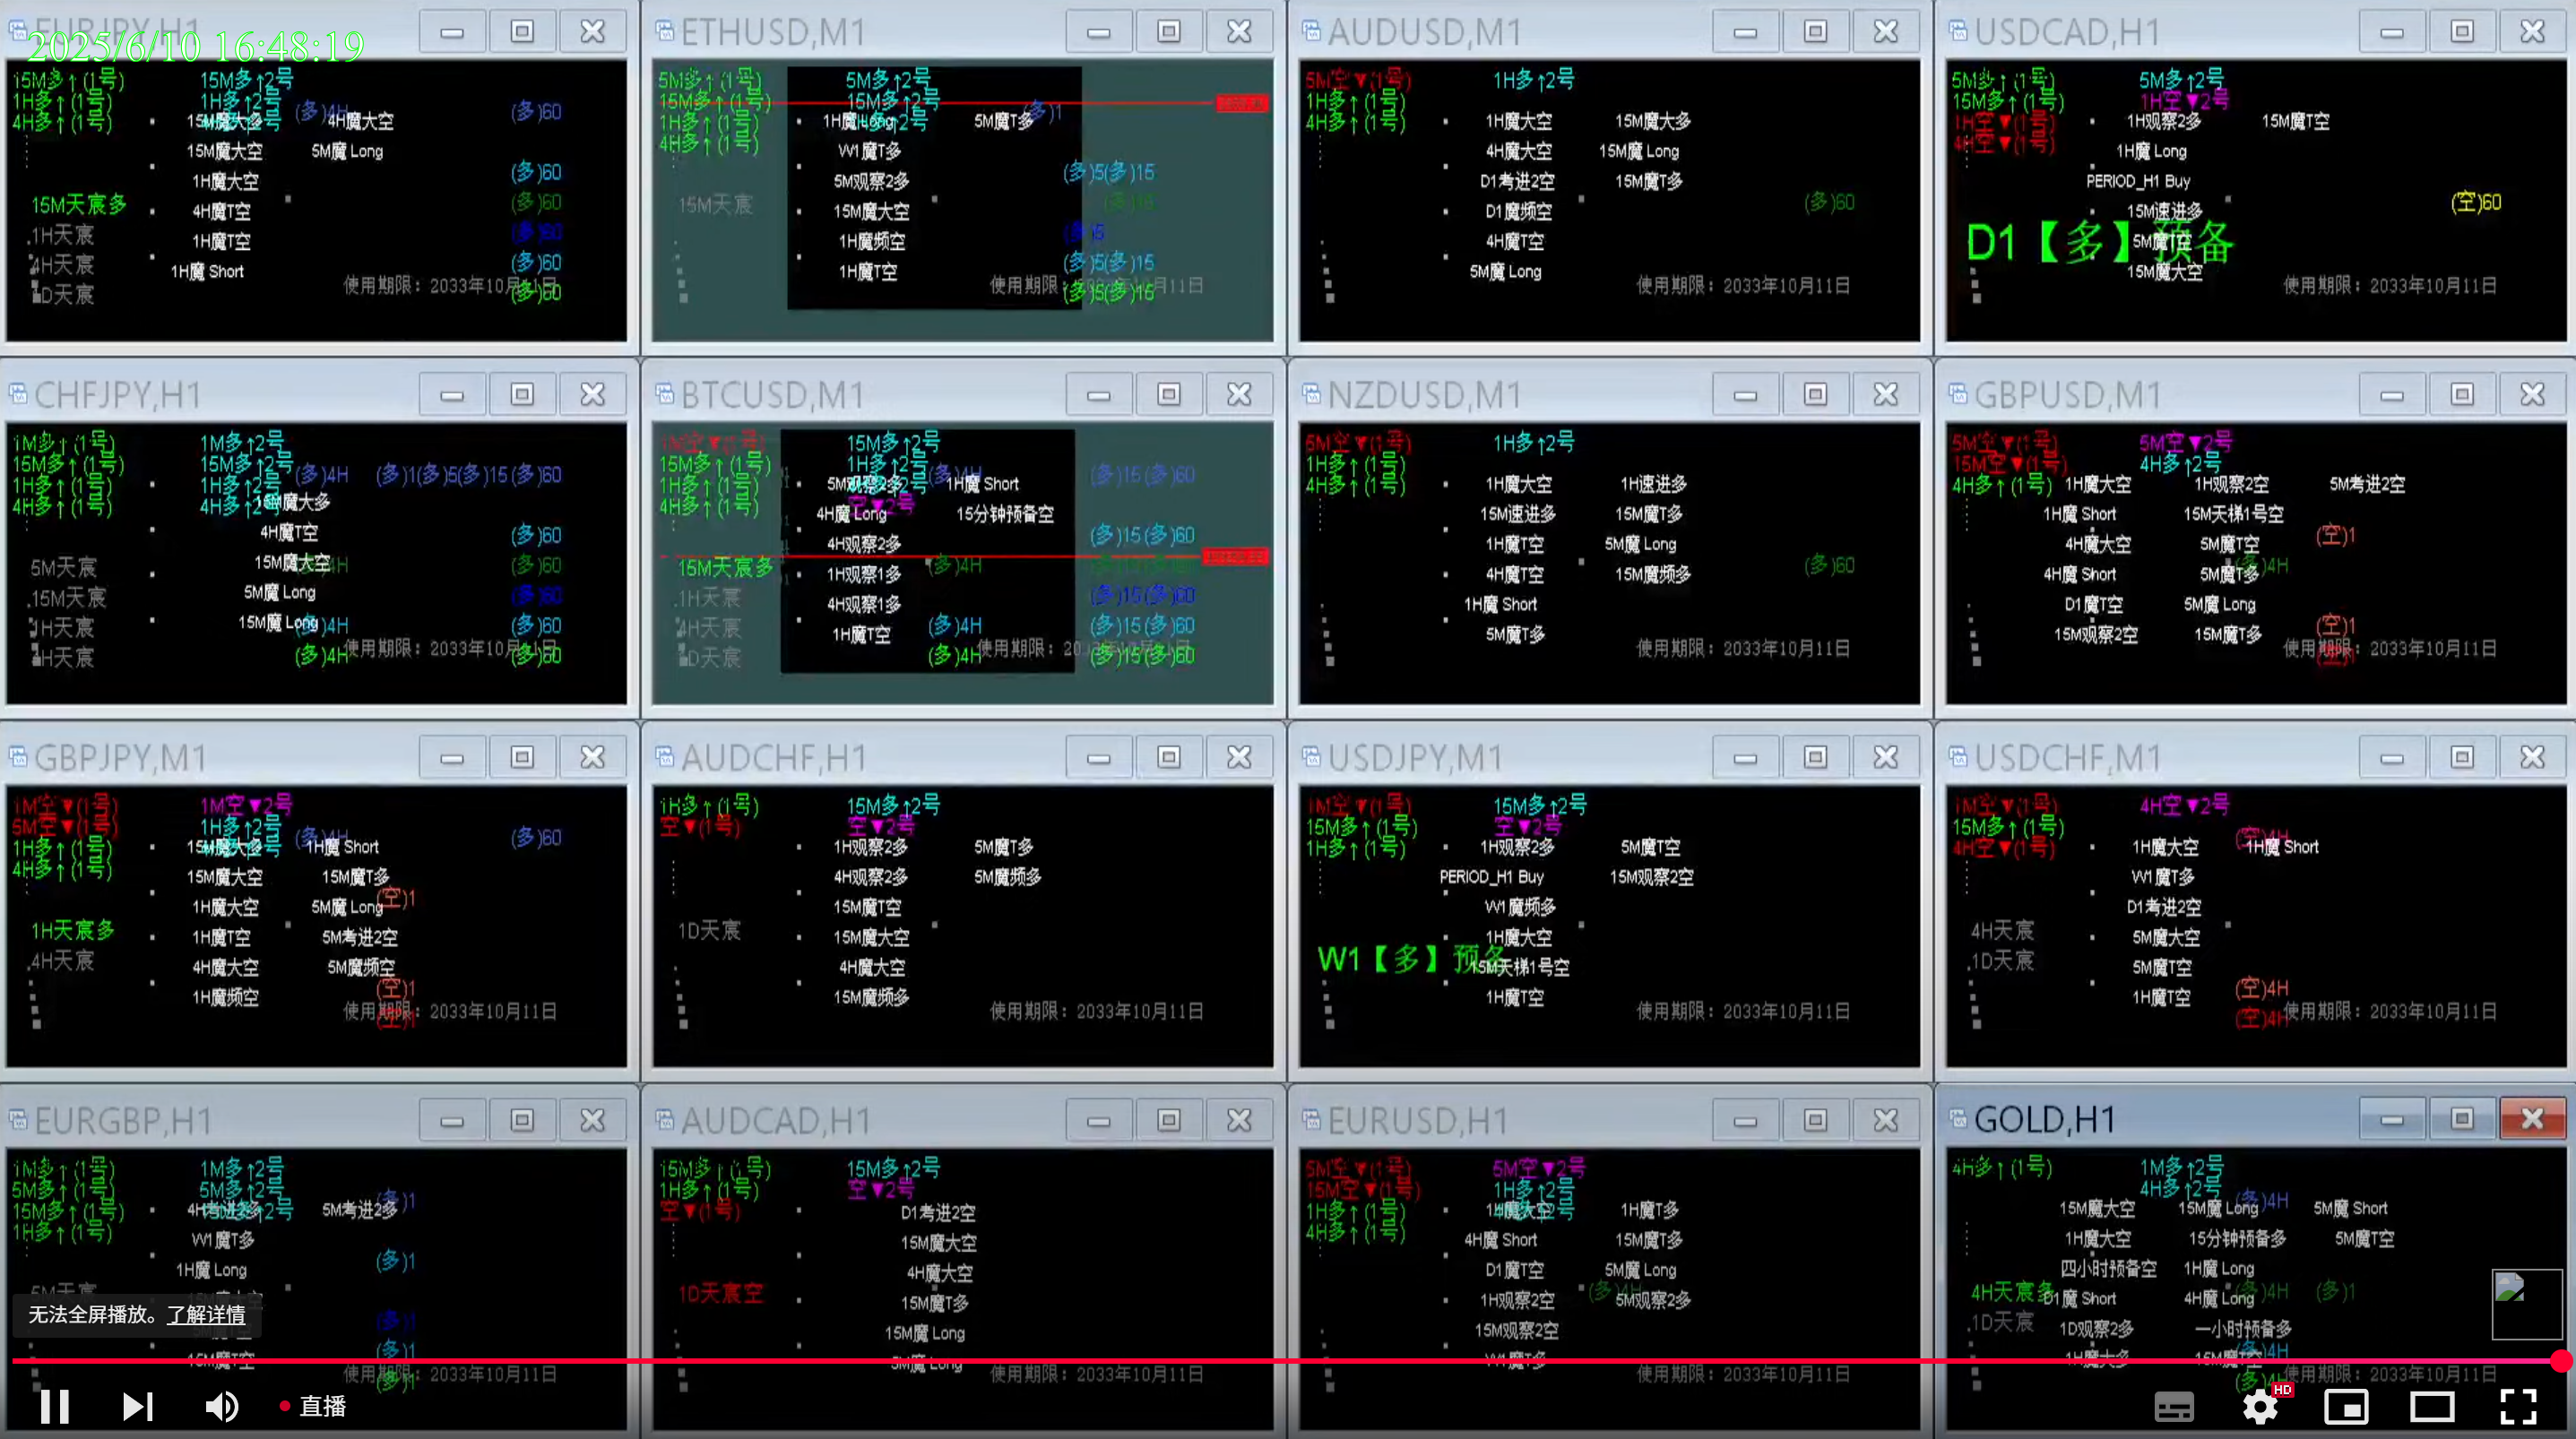 EURJPY,H1
2025/6/10 16:48:19
15M多↑(1号) 15M多↑2号
1H多↑(1号) 1H多↑2号 (多)4H (多)60
4H多↑(1号) 15M魔大多 4H魔大空
15M魔大空 5M魔 Long
1H魔大空 (多)60
15M天宸多 4H魔T空 (多)60
1H天宸 1H魔T空 (多)60
4H天宸 1H魔 Short (多)60
1D天宸 使用期限：2033年10月11日 (多)60
ETHUSD,M1
5M多↑(1号) 5M多↑2号
15M多↑(1号) 15M多↑2号 (多)1
1H多↑(1号) 1H魔 Long 5M魔T多
4H多↑(1号) W1魔T多
5M观察2多 (多)5(多)15
15M天宸 15M魔大空 (多)15
1H魔频空 (多)5
1H魔T空 (多)5(多)15
使用期限：2033年10月11日 (多)5(多)15
AUDUSD,M1
5M空▼(1号) 1H多↑2号
1H多↑(1号)
4H多↑(1号) 1H魔大空 15M魔大多
4H魔大空 15M魔 Long
D1考进2空 15M魔T多
D1魔频空 (多)60
4H魔T空
5M魔 Long
使用期限：2033年10月11日
USDCAD,H1
5M多↑(1号) 5M多↑2号
15M多↑(1号) 1H空▼2号
1H空▼(1号) 1H观察2多 15M魔T空
4H空▼(1号) 1H魔 Long
PERIOD_H1 Buy
15M速进多 (空)60
D1【多】预备 5M魔T空
15M魔大空
使用期限：2033年10月11日
CHFJPY,H1
1M多↑(1号) 1M多↑2号
15M多↑(1号) 15M多↑2号 (多)4H (多)1(多)5(多)15(多)60
1H多↑(1号) 1H多↑2号
4H多↑(1号) 4H多↑2号 15M魔大多
4H魔T空 (多)60
5M天宸 15M魔大空 (多)4H (多)60
15M天宸 5M魔 Long (多)60
1H天宸 15M魔 Long (多)4H (多)60
4H天宸 (多)4H 使用期限：2033年10月11日 (多)60
BTCUSD,M1
1M空▼(1号) 15M多↑2号
15M多↑(1号) 1H多↑2号 (多)4H (多)15(多)60
1H多↑(1号) 5M观察2多 1H魔 Short
4H多↑(1号) 空▼2号 4H魔 Long 15分钟预备空
4H观察2多 (多)15(多)60
15M天宸多 1H观察1多 (多)4H
1H天宸 4H观察1多 (多)15(多)60
4H天宸 1H魔T空 (多)4H (多)15(多)60
1D天宸 (多)4H 使用期限： (多)15(多)60
NZDUSD,M1
5M空▼(1号) 1H多↑2号
1H多↑(1号)
4H多↑(1号) 1H魔大空 1H速进多
15M速进多 15M魔T多
1H魔T空 5M魔 Long
4H魔T空 15M魔频多 (多)60
1H魔 Short
5M魔T多
使用期限：2033年10月11日
GBPUSD,M1
5M空▼(1号) 5M空▼2号
15M空▼(1号) 4H多↑2号
4H多↑(1号) 1H魔大空 1H观察2空 5M考进2空
1H魔 Short 15M天梯1号空
4H魔大空 5M魔T空 (空)1
4H魔 Short 5M魔T多 (多)4H
D1魔T空 5M魔 Long
15M观察2空 15M魔T多 (空)1
使用期限：2033年10月11日 (空)1
GBPJPY,M1
1M空▼(1号) 1M空▼2号
5M空▼(1号) 1H多↑2号 (多)4H (多)60
1H多↑(1号) 15M魔大多 1H魔 Short
4H多↑(1号) 15M魔大空 15M魔T多
1H魔大空 5M魔 Long (空)1
1H天宸多 1H魔T空 5M考进2空
4H天宸 4H魔大空 5M魔频空
1H魔频空 (空)1
使用期限：2033年10月11日 (空)1
AUDCHF,H1
1H多↑(1号) 15M多↑2号
空▼(1号) 空▼2号
1H观察2多 5M魔T多
4H观察2多 5M魔频多
15M魔T空
1D天宸 15M魔大空
4H魔大空
15M魔频多
使用期限：2033年10月11日
USDJPY,M1
1M空▼(1号) 15M多↑2号
15M多↑(1号) 空▼2号
1H多↑(1号) 1H观察2多 5M魔T空
PERIOD_H1 Buy 15M观察2空
W1魔频多
1H魔大空
W1【多】预备 15M天梯1号空
1H魔T空
使用期限：2033年10月11日
USDCHF,M1
1M空▼(1号) 4H空▼2号
15M多↑(1号) (空)4H
4H空▼(1号) 1H魔大空 1H魔 Short
W1魔T多
D1考进2空
4H天宸 5M魔大空
1D天宸 5M魔T空
1H魔T空 (空)4H
(空)4H 使用期限：2033年10月11日
EURGBP,H1
1M多↑(1号) 1M多↑2号
5M多↑(1号) 5M多↑2号 (多)1
15M多↑(1号) 4H考进2多 5M考进2多
1H多↑(1号) W1魔T多
1H魔 Long (多)1
5M天宸
(多)1
15M魔T空 (多)1
使用期限：2033年10月11日 (多)1
AUDCAD,H1
15M多↑(1号) 15M多↑2号
1H多↑(1号) 空▼2号
空▼(1号) D1考进2空
15M魔大空
4H魔大空
1D天宸空 15M魔T多
15M魔 Long
5M魔 Long
使用期限：2033年10月11日
EURUSD,H1
5M空▼(1号) 5M空▼2号
15M空▼(1号) 1H多↑2号
1H多↑(1号) 1H魔大空 1H魔T多
4H多↑(1号) 4H魔 Short 15M魔T多
D1魔T空 5M魔 Long
1H观察2空 (多)4H 5M观察2多
15M观察2空
W1魔T多
使用期限：2033年10月11日
GOLD,H1
4H多↑(1号) 1M多↑2号
4H多↑2号 (多)4H
15M魔大空 15M魔 Long 5M魔 Short
1H魔大空 15分钟预备多 5M魔T空
四小时预备空 1H魔 Long
4H天宸多 D1魔 Short 4H魔 Long (多)4H (多)1
1D天宸 1D观察2多 一小时预备多
1H魔大多 15M魔T空 (多)4H
(多)4H 使用期限：2033年10月11日
无法全屏播放。了解详情
直播
HD